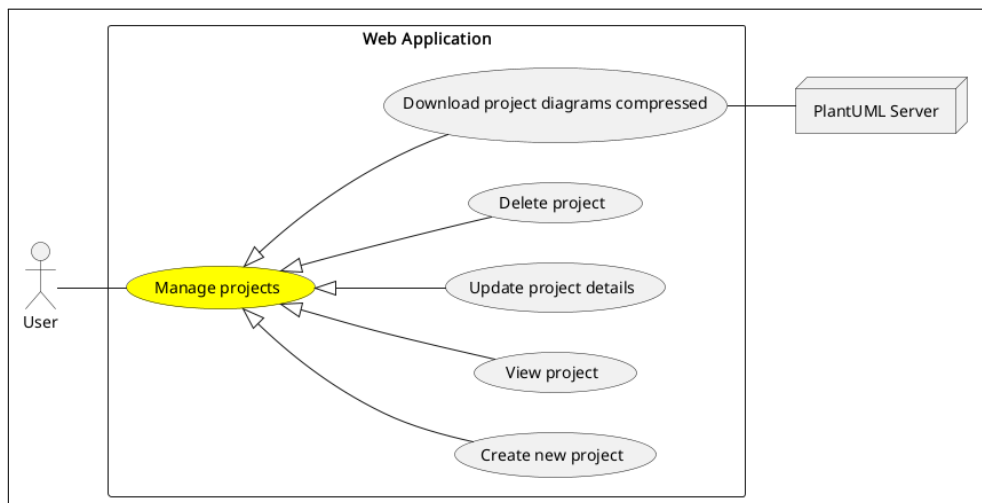 Web Application
Download project diagrams compressed
PlantUML Server
Delete project
Manage projects
Update project details
User
View project
Create new project